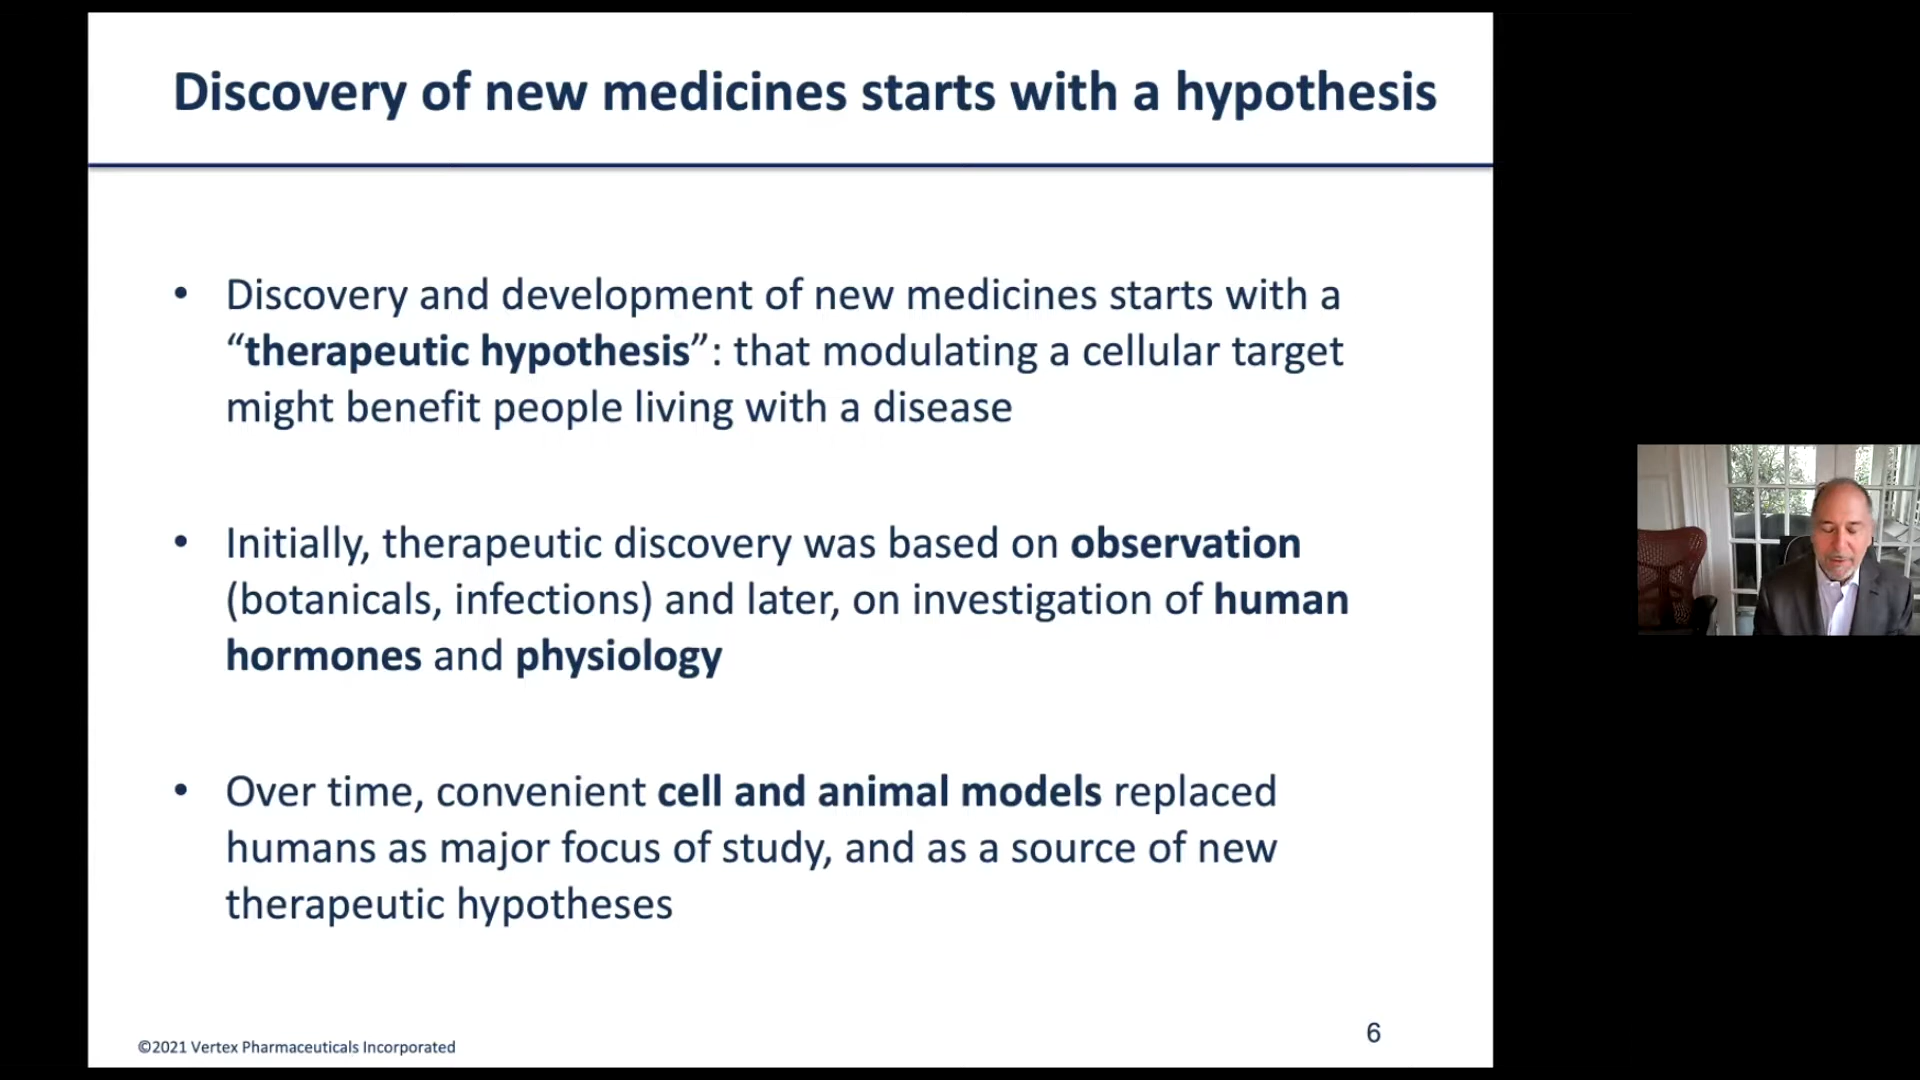 Discovery of new medicines starts with a hypothesis
• Discovery and development of new medicines starts with a
“therapeutic hypothesis”: that modulating a cellular target
might benefit people living with a disease
• Initially, therapeutic discovery was based on observation
(botanicals, infections) and later, on investigation of human
hormones and physiology
• Over time, convenient cell and animal models replaced
humans as major focus of study, and as a source of new
therapeutic hypotheses
©2021 Vertex Pharmaceuticals Incorporated
6